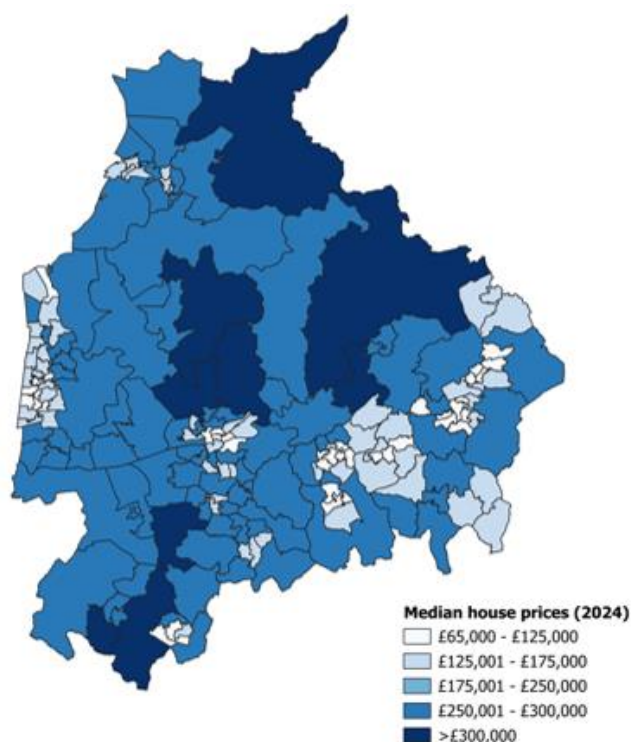 Median house prices (2024)
£65,000 - £125,000
£125,001 - £175,000
£175,001 - £250,000
£250,001 - £300,000
>£300,000